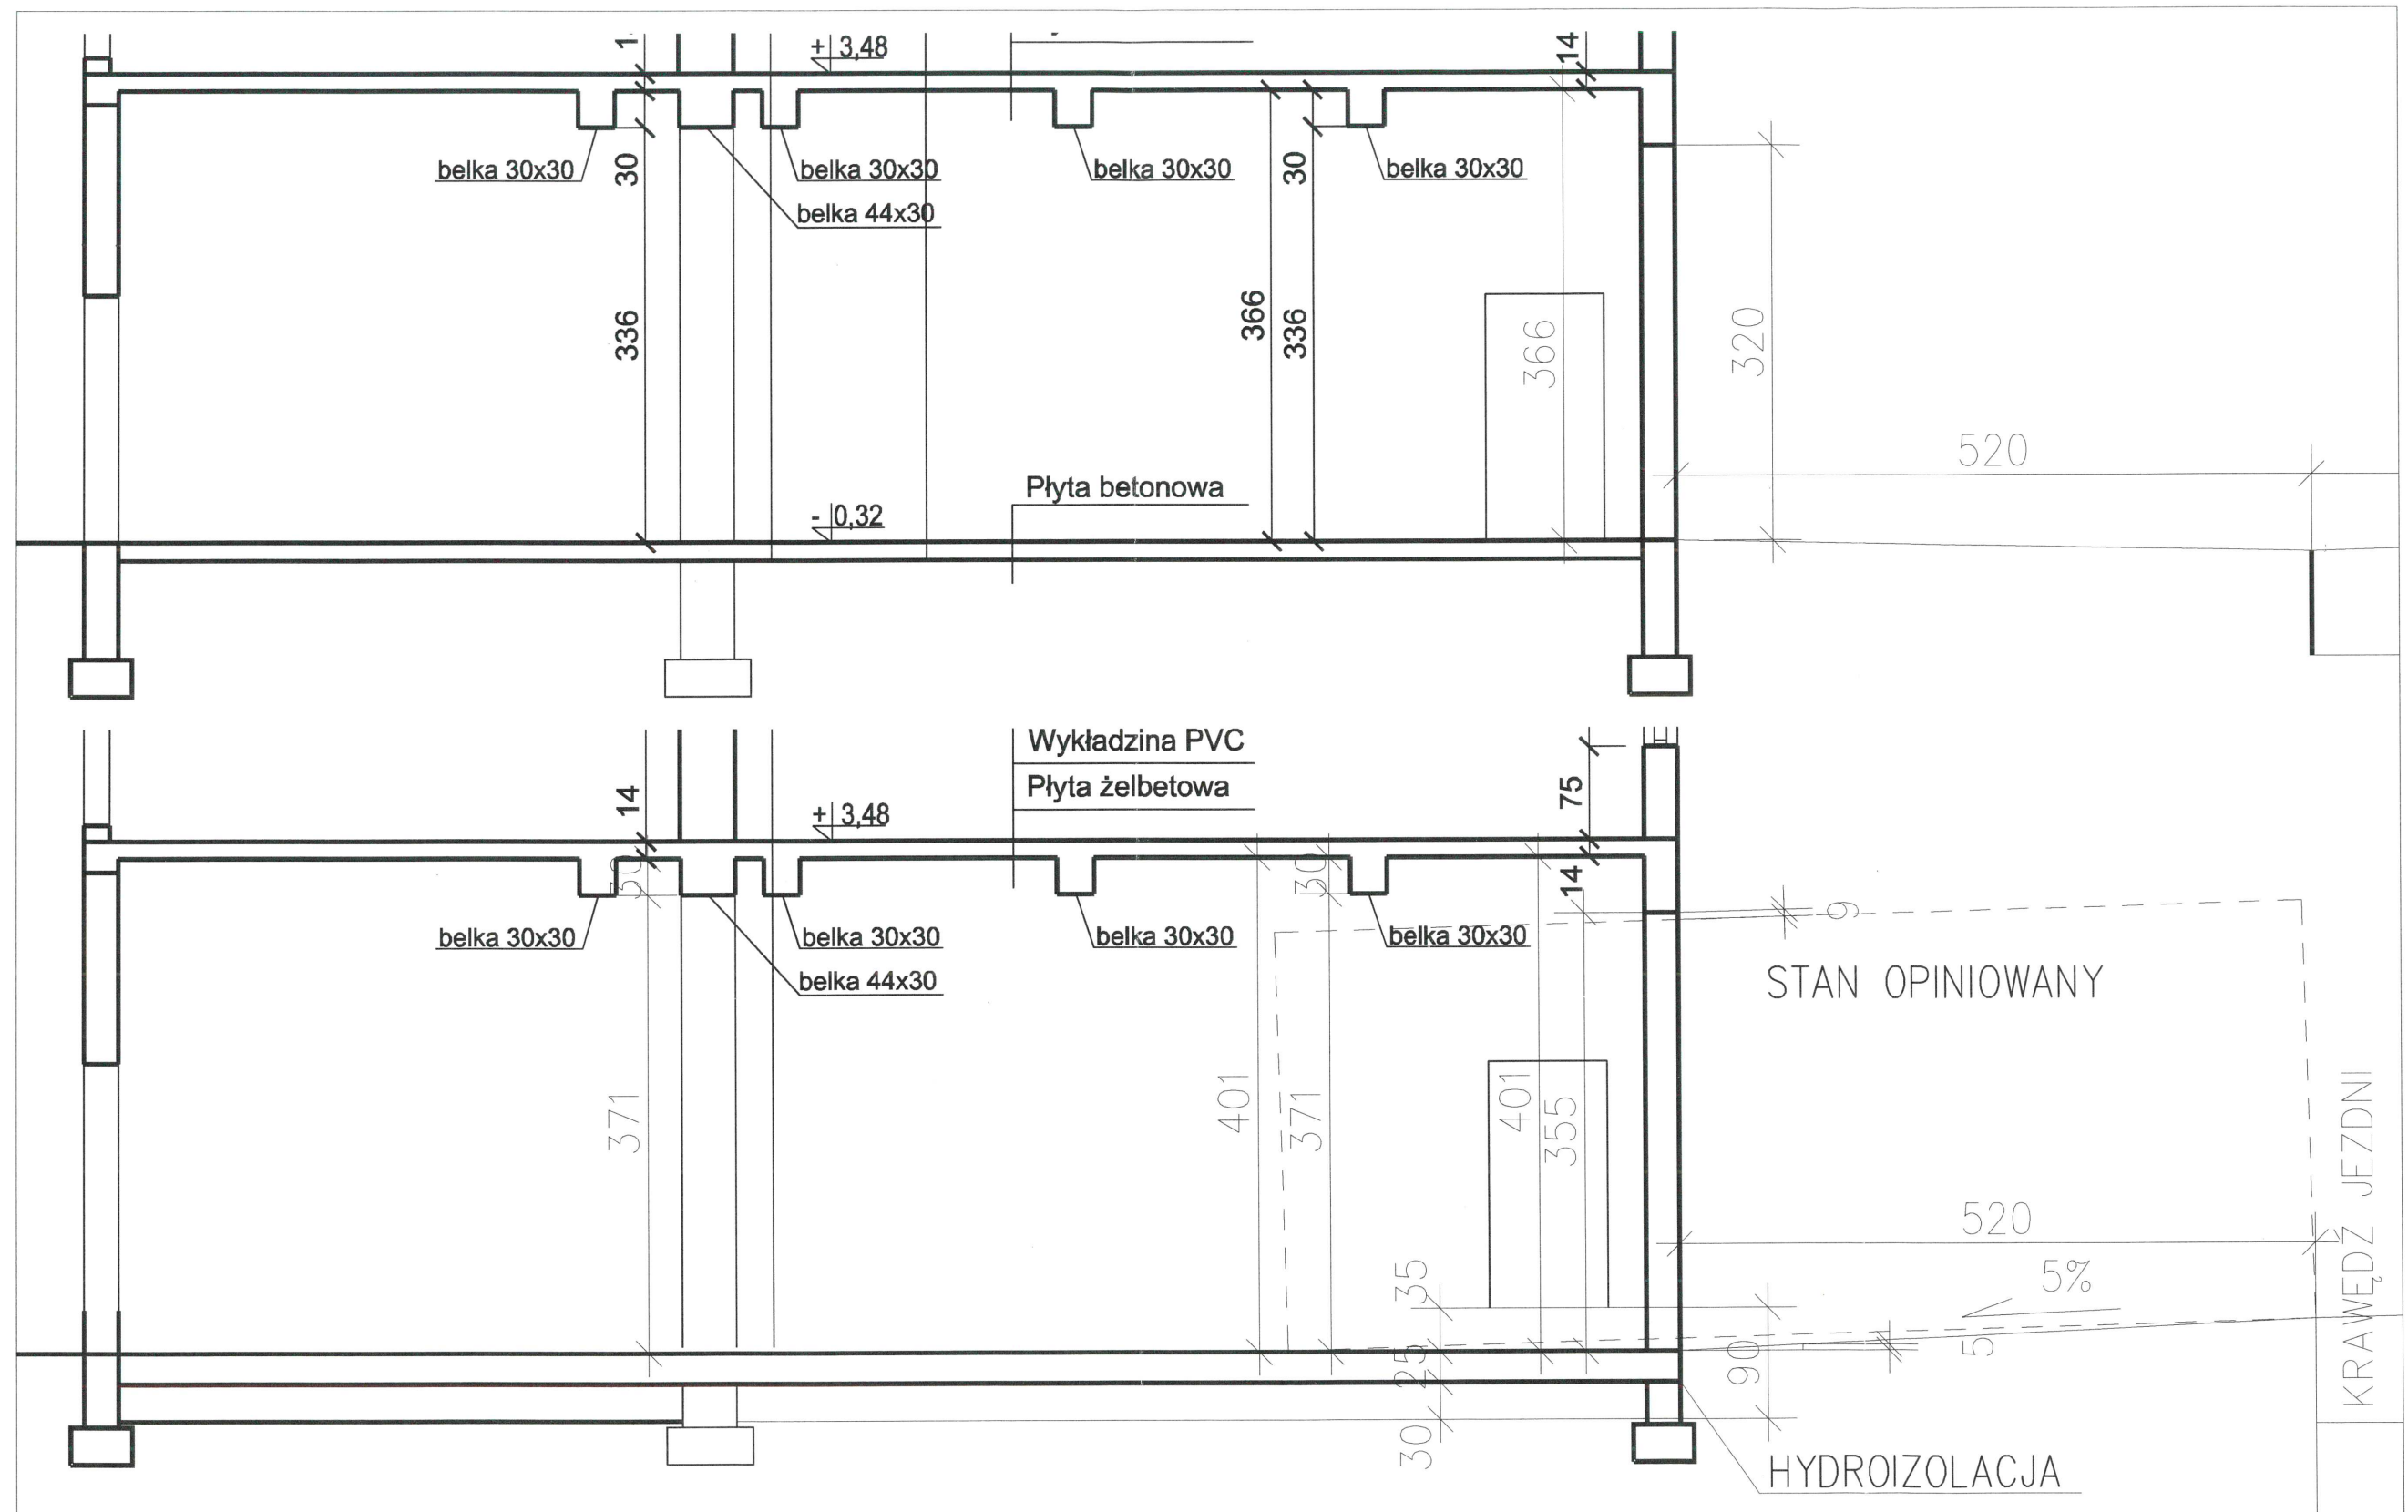 + 3,48
14
belka 30x30
30
belka 30x30
belka 30x30
30
belka 30x30
belka 44x30
336
366
336
366
320
520
Płyta betonowa
- 0,32
Wykładzina PVC
Płyta żelbetowa
14
+ 3,48
75
30
30
14
9
belka 30x30
belka 30x30
belka 30x30
belka 30x30
belka 44x30
STAN OPINIOWANY
371
401
371
401
355
520
KRAWĘDŹ JEZDNI
35
5%
25
90
5
30
HYDROIZOLACJA